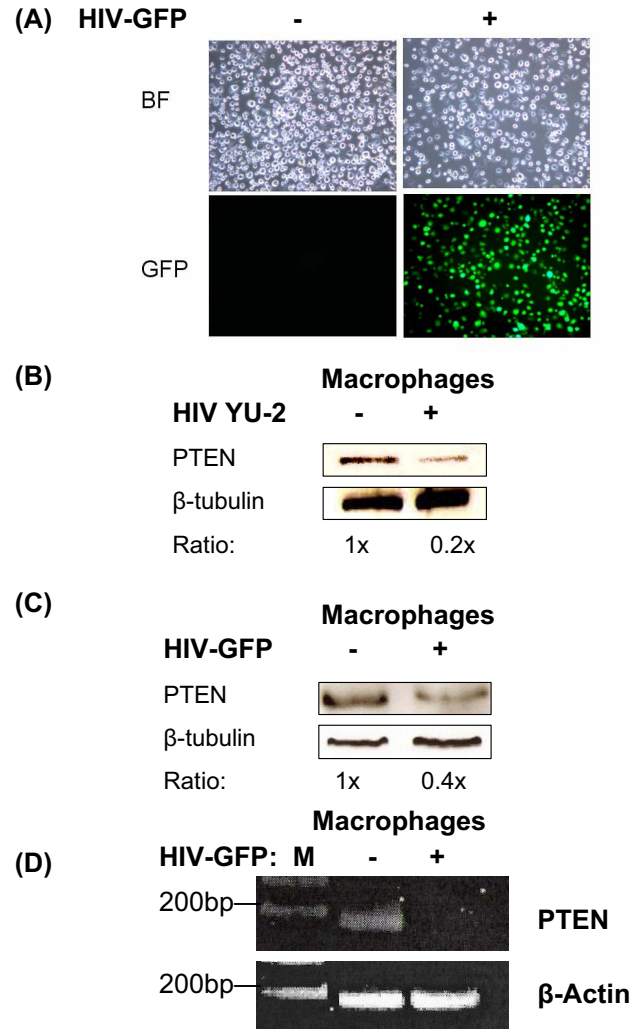 (A) HIV-GFP - +
BF
GFP
(B) Macrophages
HIV YU-2 - +
PTEN
β-tubulin
Ratio: 1x 0.2x
(C) Macrophages
HIV-GFP - +
PTEN
β-tubulin
Ratio: 1x 0.4x
Macrophages
(D) HIV-GFP: M - +
200bp
PTEN
200bp
β-Actin